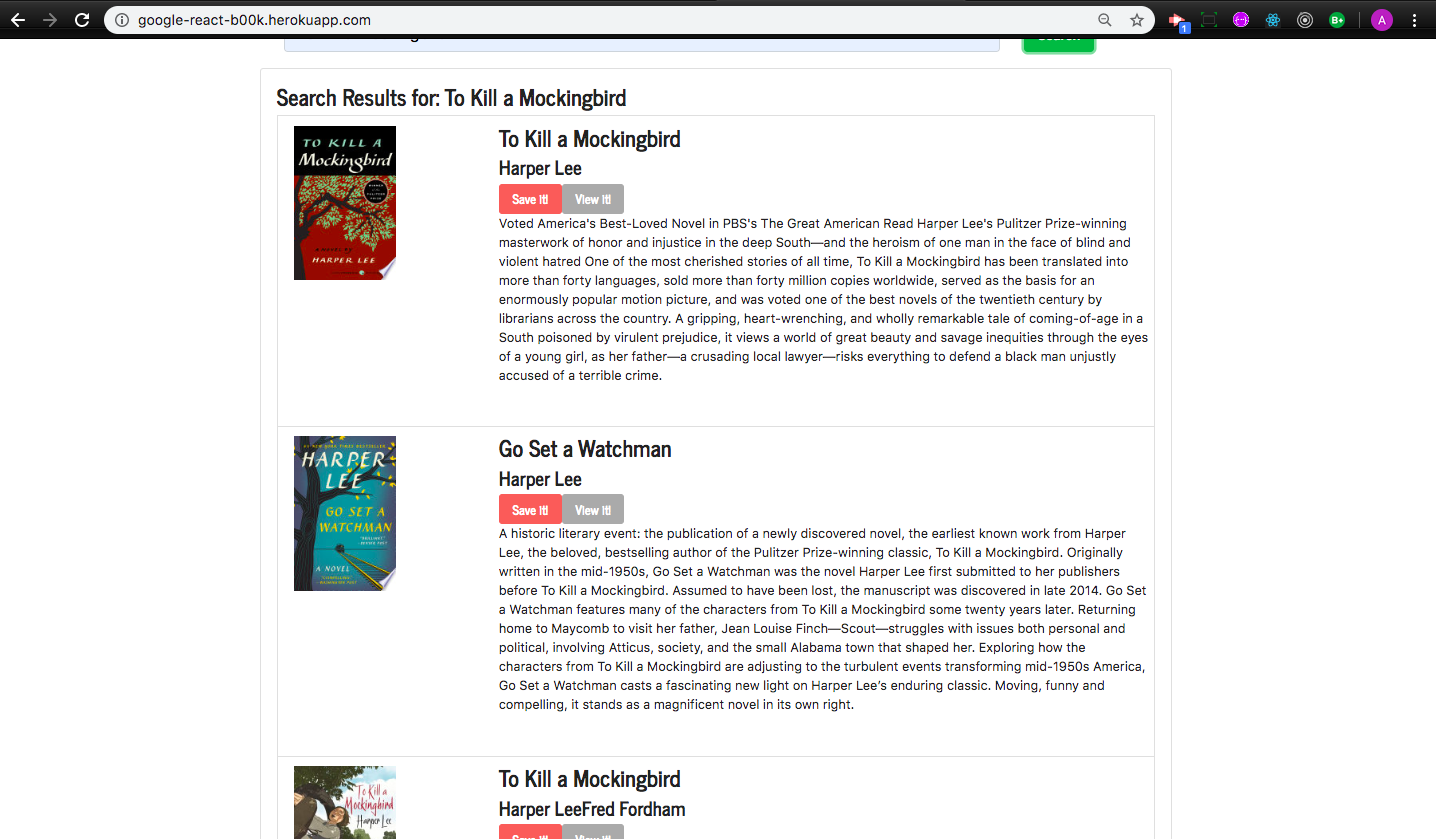 google-react-b00k.herokuapp.com
1
B+
A
Search Results for: To Kill a Mockingbird
TO KILL A
Mockingbird
HARPER LEE
To Kill a Mockingbird
Harper Lee
Save it! View it!
Voted America's Best-Loved Novel in PBS's The Great American Read Harper Lee's Pulitzer Prize-winning
masterwork of honor and injustice in the deep South—and the heroism of one man in the face of blind and
violent hatred One of the most cherished stories of all time, To Kill a Mockingbird has been translated into
more than forty languages, sold more than forty million copies worldwide, served as the basis for an
enormously popular motion picture, and was voted one of the best novels of the twentieth century by
librarians across the country. A gripping, heart-wrenching, and wholly remarkable tale of coming-of-age in a
South poisoned by virulent prejudice, it views a world of great beauty and savage inequities through the eyes
of a young girl, as her father—a crusading local lawyer—risks everything to defend a black man unjustly
accused of a terrible crime.
HARPER
LEE
GO SET A
WATCHMAN
A NOVEL
Go Set a Watchman
Harper Lee
Save it! View it!
A historic literary event: the publication of a newly discovered novel, the earliest known work from Harper
Lee, the beloved, bestselling author of the Pulitzer Prize-winning classic, To Kill a Mockingbird. Originally
written in the mid-1950s, Go Set a Watchman was the novel Harper Lee first submitted to her publishers
before To Kill a Mockingbird. Assumed to have been lost, the manuscript was discovered in late 2014. Go Set
a Watchman features many of the characters from To Kill a Mockingbird some twenty years later. Returning
home to Maycomb to visit her father, Jean Louise Finch—Scout—struggles with issues both personal and
political, involving Atticus, society, and the small Alabama town that shaped her. Exploring how the
characters from To Kill a Mockingbird are adjusting to the turbulent events transforming mid-1950s America,
Go Set a Watchman casts a fascinating new light on Harper Lee's enduring classic. Moving, funny and
compelling, it stands as a magnificent novel in its own right.
To Kill a
Mockingbird
Harper Lee
To Kill a Mockingbird
Harper LeeFred Fordham
Save it! View it!